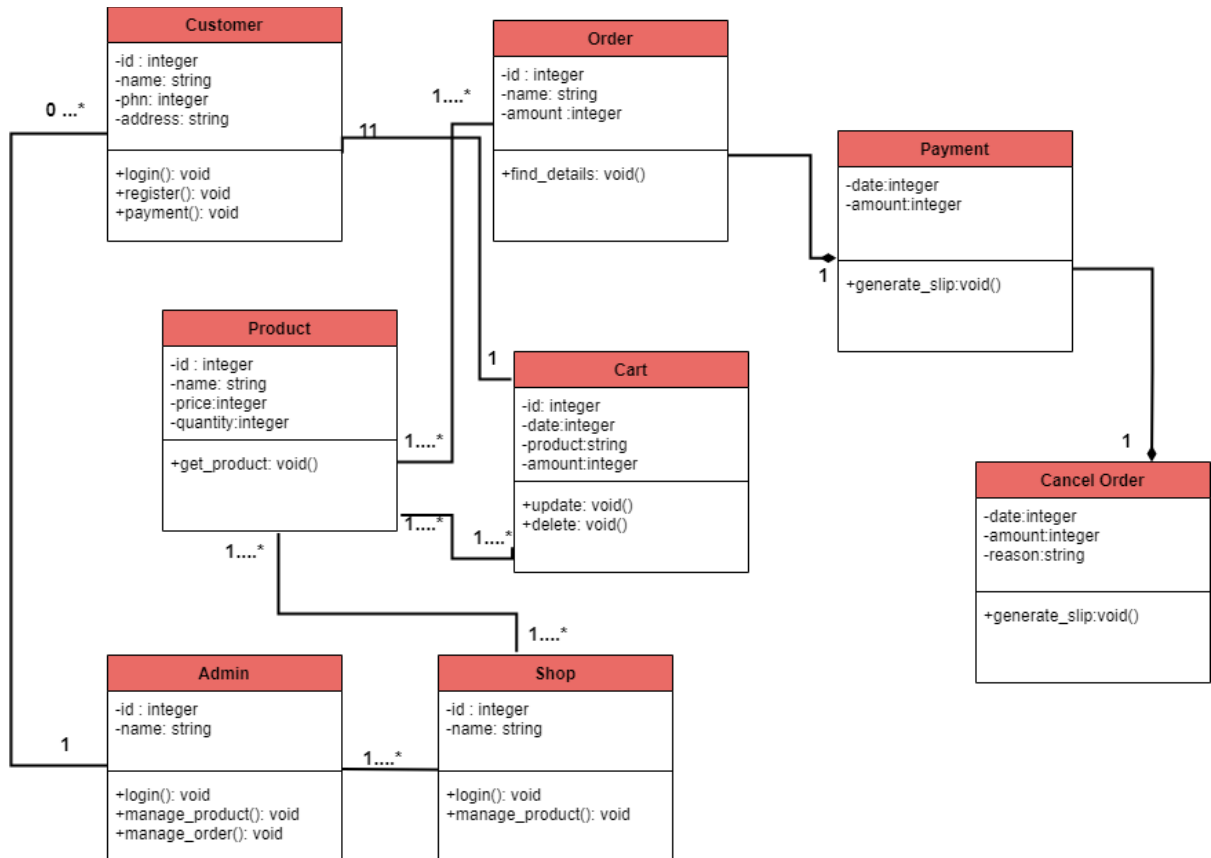 Customer
-id : integer
-name: string
-phn: integer
-address: string
+login(): void
+register(): void
+payment(): void
0 ...*
11
1....*
Order
-id : integer
-name: string
-amount :integer
+find_details: void()
Payment
-date:integer
-amount:integer
+generate_slip:void()
1
Product
-id : integer
-name: string
-price:integer
-quantity:integer
+get_product: void()
1....*
1....*
1....*
1
Cart
-id: integer
-date:integer
-product:string
-amount:integer
+update: void()
+delete: void()
1....*
1
Cancel Order
-date:integer
-amount:integer
-reason:string
+generate_slip:void()
1....*
Admin
-id : integer
-name: string
+login(): void
+manage_product(): void
+manage_order(): void
1
1....*
Shop
-id : integer
-name: string
+login(): void
+manage_product(): void